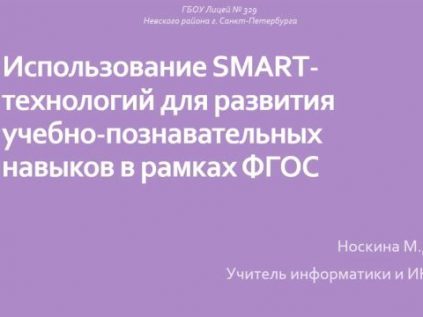 ГБОУ Лицей № 329
Невского района г. Санкт-Петербурга
Использование SMART-
технологий для развития
учебно-познавательных
навыков в рамках ФГОС
Носкина М.
Учитель информатики и